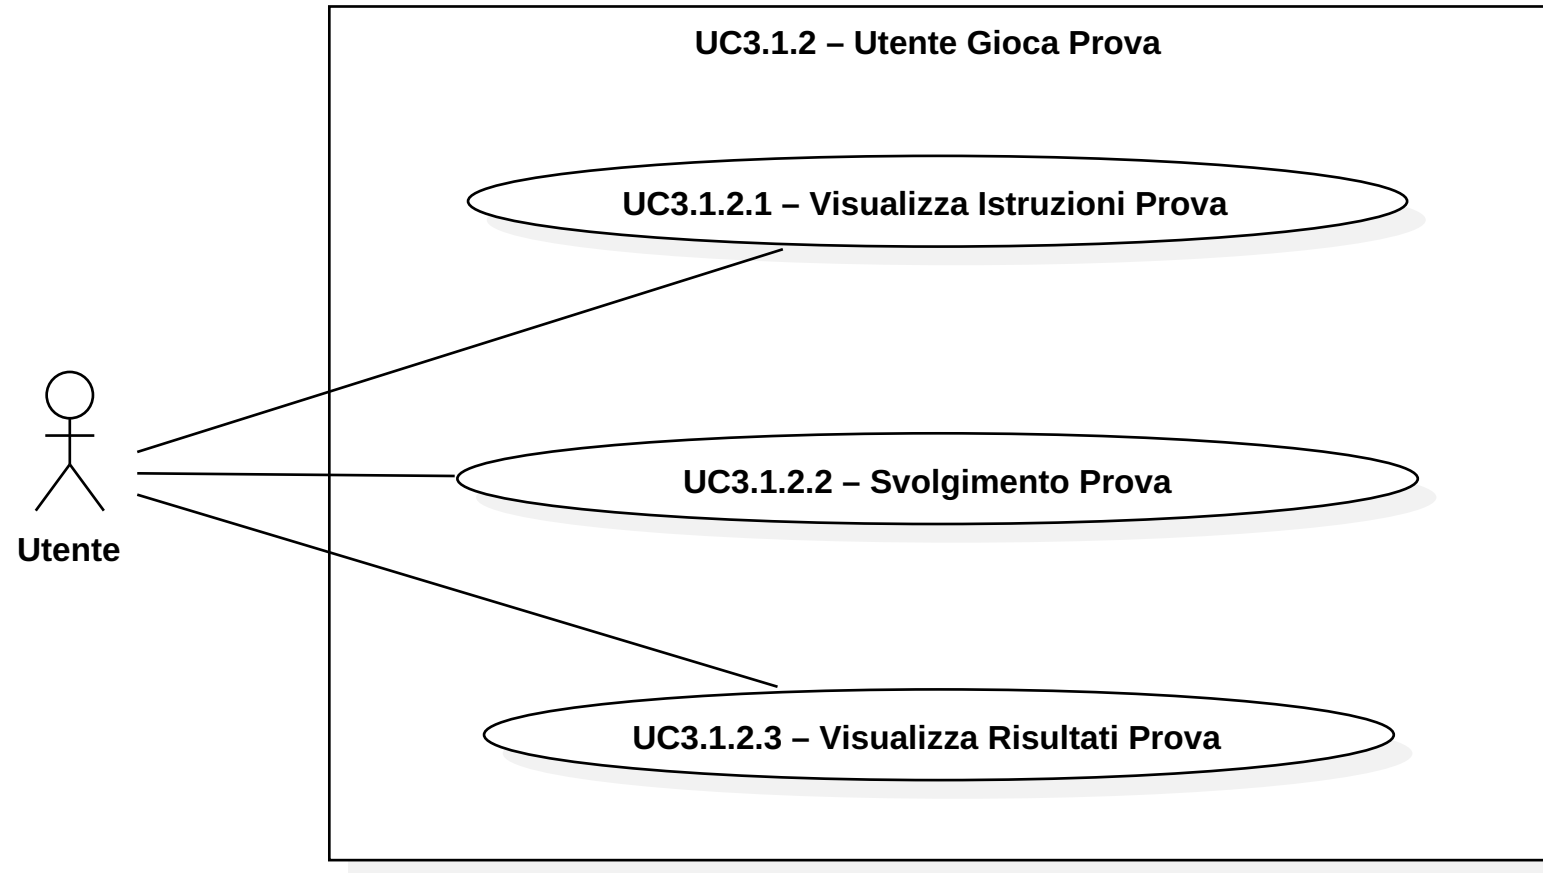 UC3.1.2 – Utente Gioca Prova
UC3.1.2.1 – Visualizza Istruzioni Prova
UC3.1.2.2 – Svolgimento Prova
Utente
UC3.1.2.3 – Visualizza Risultati Prova